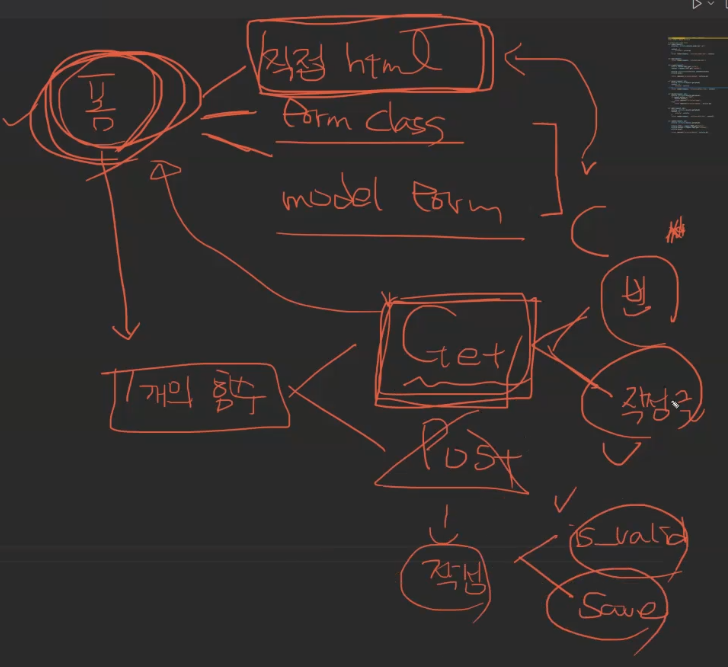 폼
직접 html
form class
model form
1개의 함수
Get
빈
작성
Post
작성
is_valid
Save